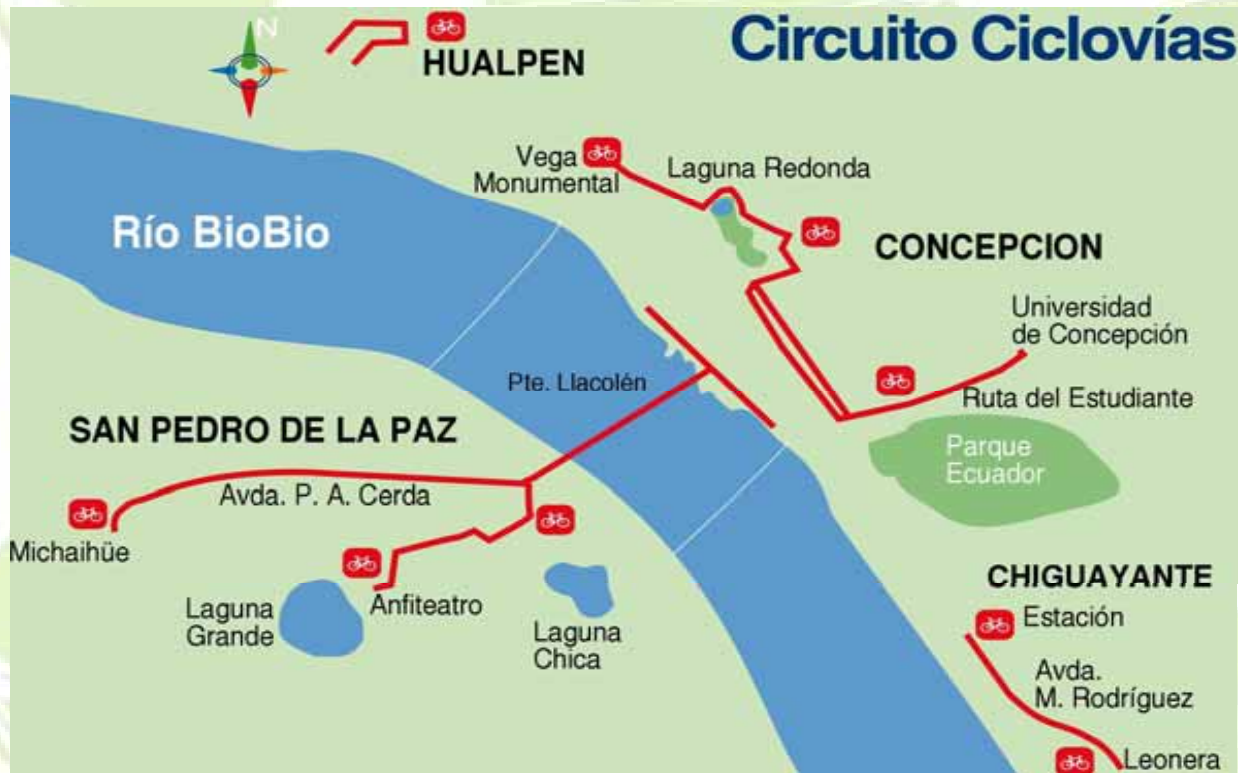 N
Circuito Ciclovías
HUALPEN
Vega
Monumental
Laguna Redonda
Río BioBio
CONCEPCION
Universidad
de Concepción
Pte. Llacolén
Ruta del Estudiante
SAN PEDRO DE LA PAZ
Parque
Ecuador
Avda. P. A. Cerda
Michaihüe
CHIGUAYANTE
Laguna
Grande
Anfiteatro
Estación
Laguna
Chica
Avda.
M. Rodríguez
Leonera